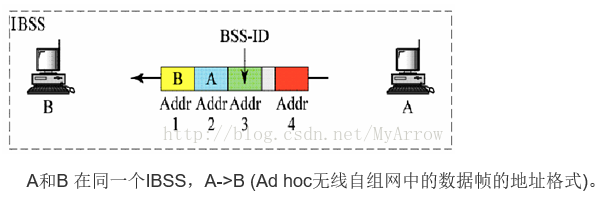 IBSS
BSS-ID
B A
B
Addr Addr Addr Addr
1 2 3 4
A
http://blog.csdn.net/MyArrow
A和B 在同一个IBSS，A->B (Ad hoc无线自组网中的数据帧的地址格式)。